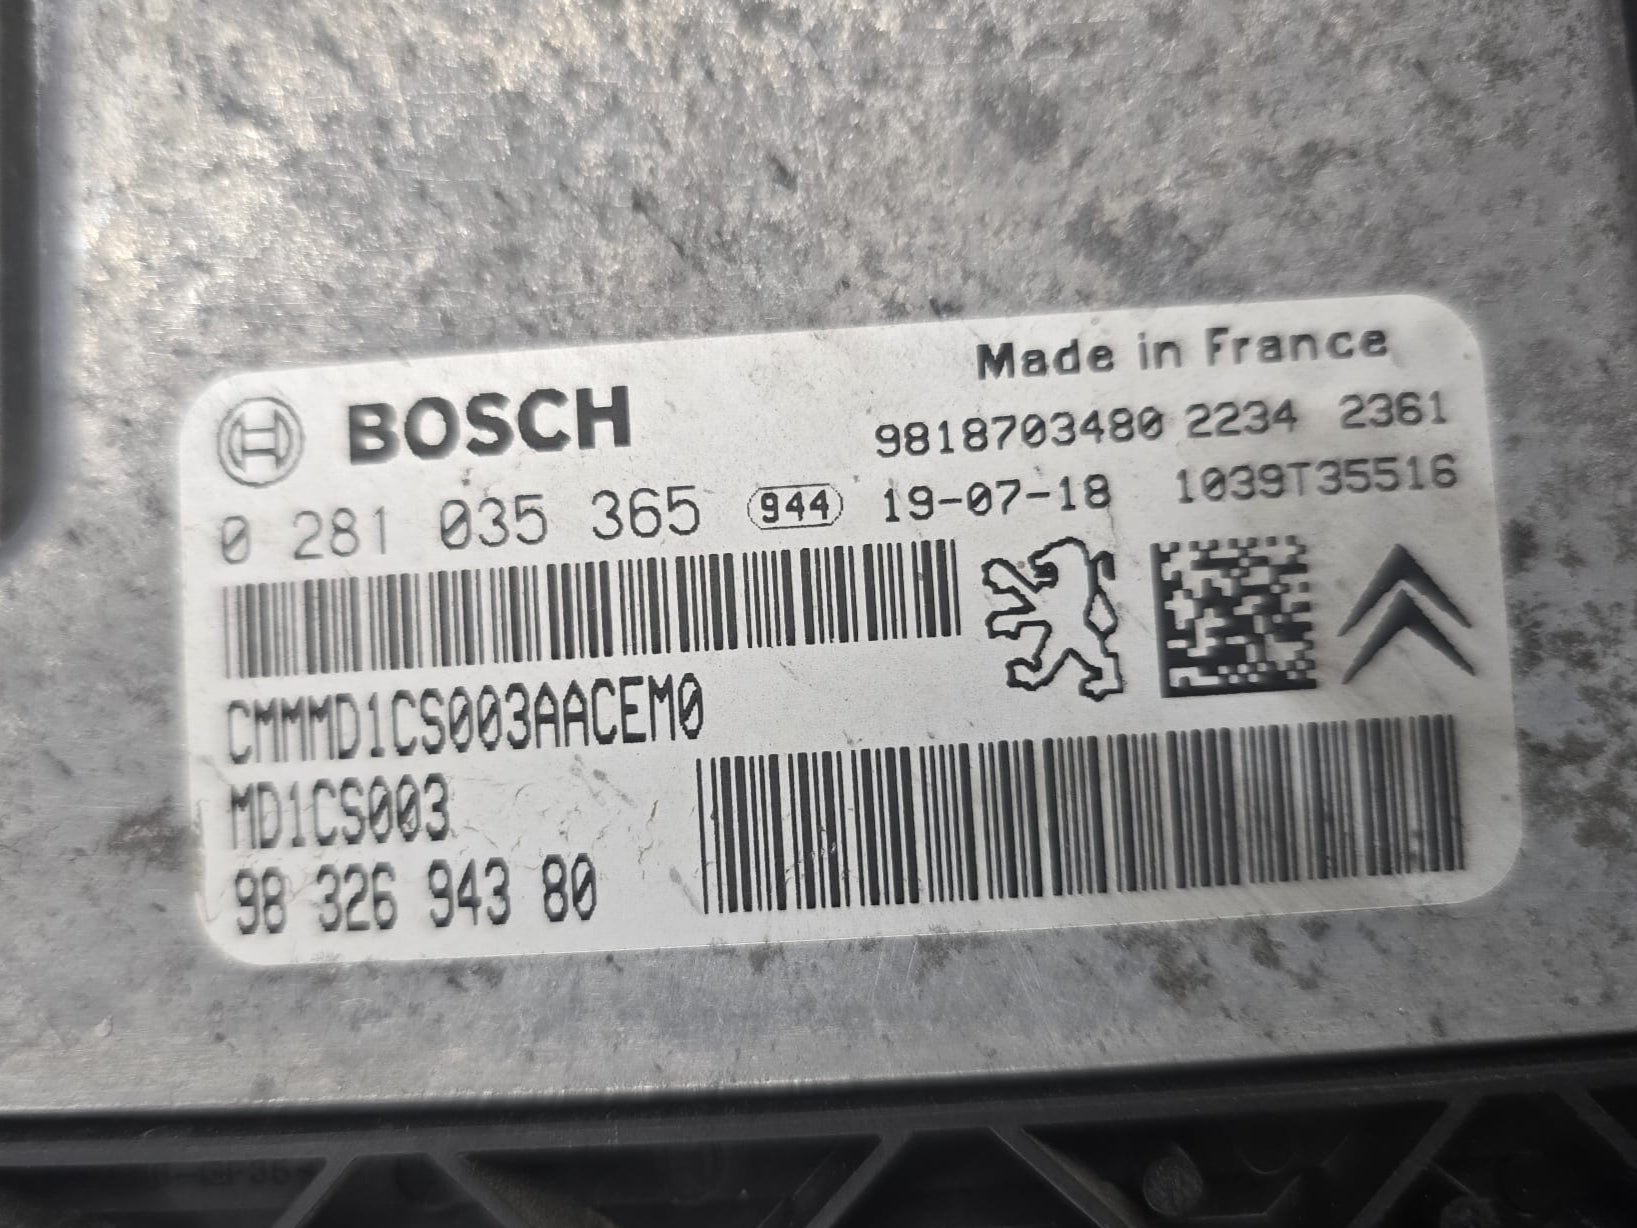 Made in France
BOSCH
9818703480 2234 2361
0 281 035 365 944 19-07-18 1039T35516
CMMMD1CS003AACEM0
MD1CS003
98 326 943 80